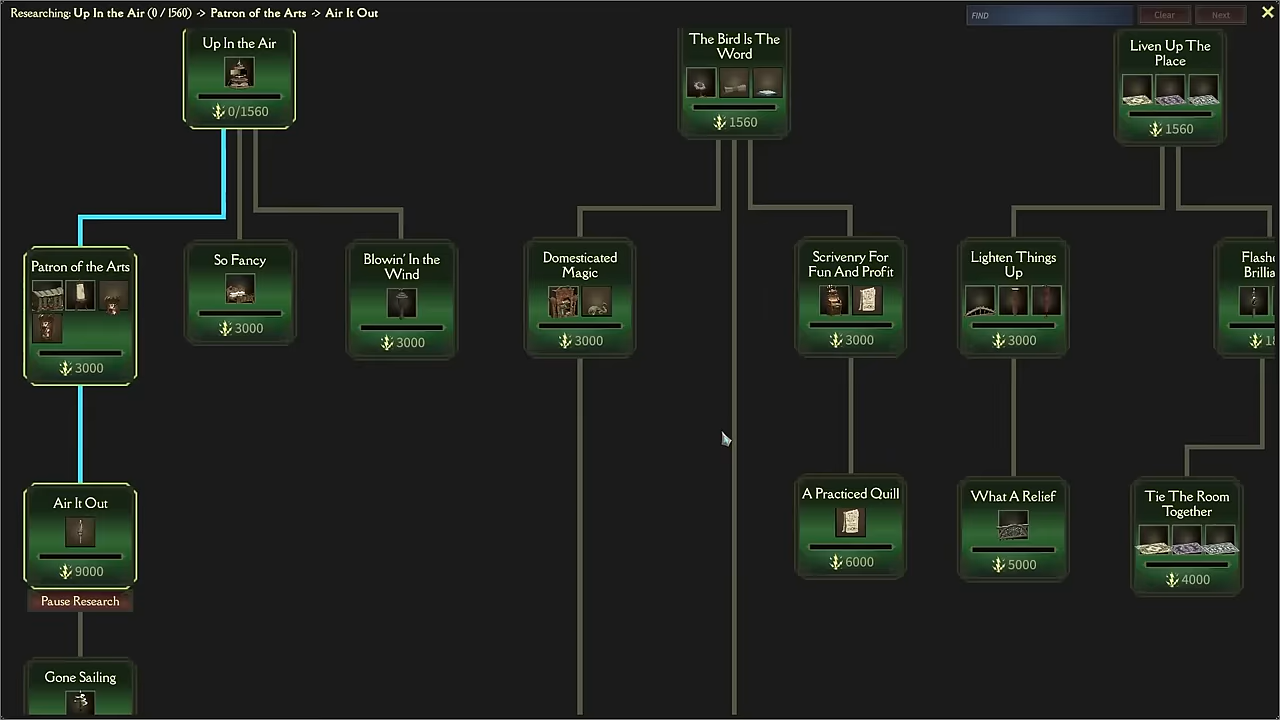 Researching: Up In the Air (0 / 1560) -> Patron of the Arts -> Air It Out
FIND
Clear
Next
Up In the Air
0/1560
The Bird Is The
Word
1560
Liven Up The
Place
1560
Patron of the Arts
3000
So Fancy
3000
Blowin' In the
Wind
3000
Domesticated
Magic
3000
Scrivenry For
Fun And Profit
3000
Lighten Things
Up
3000
Air It Out
9000
Pause Research
A Practiced Quill
6000
What A Relief
5000
Tie The Room
Together
4000
Gone Sailing